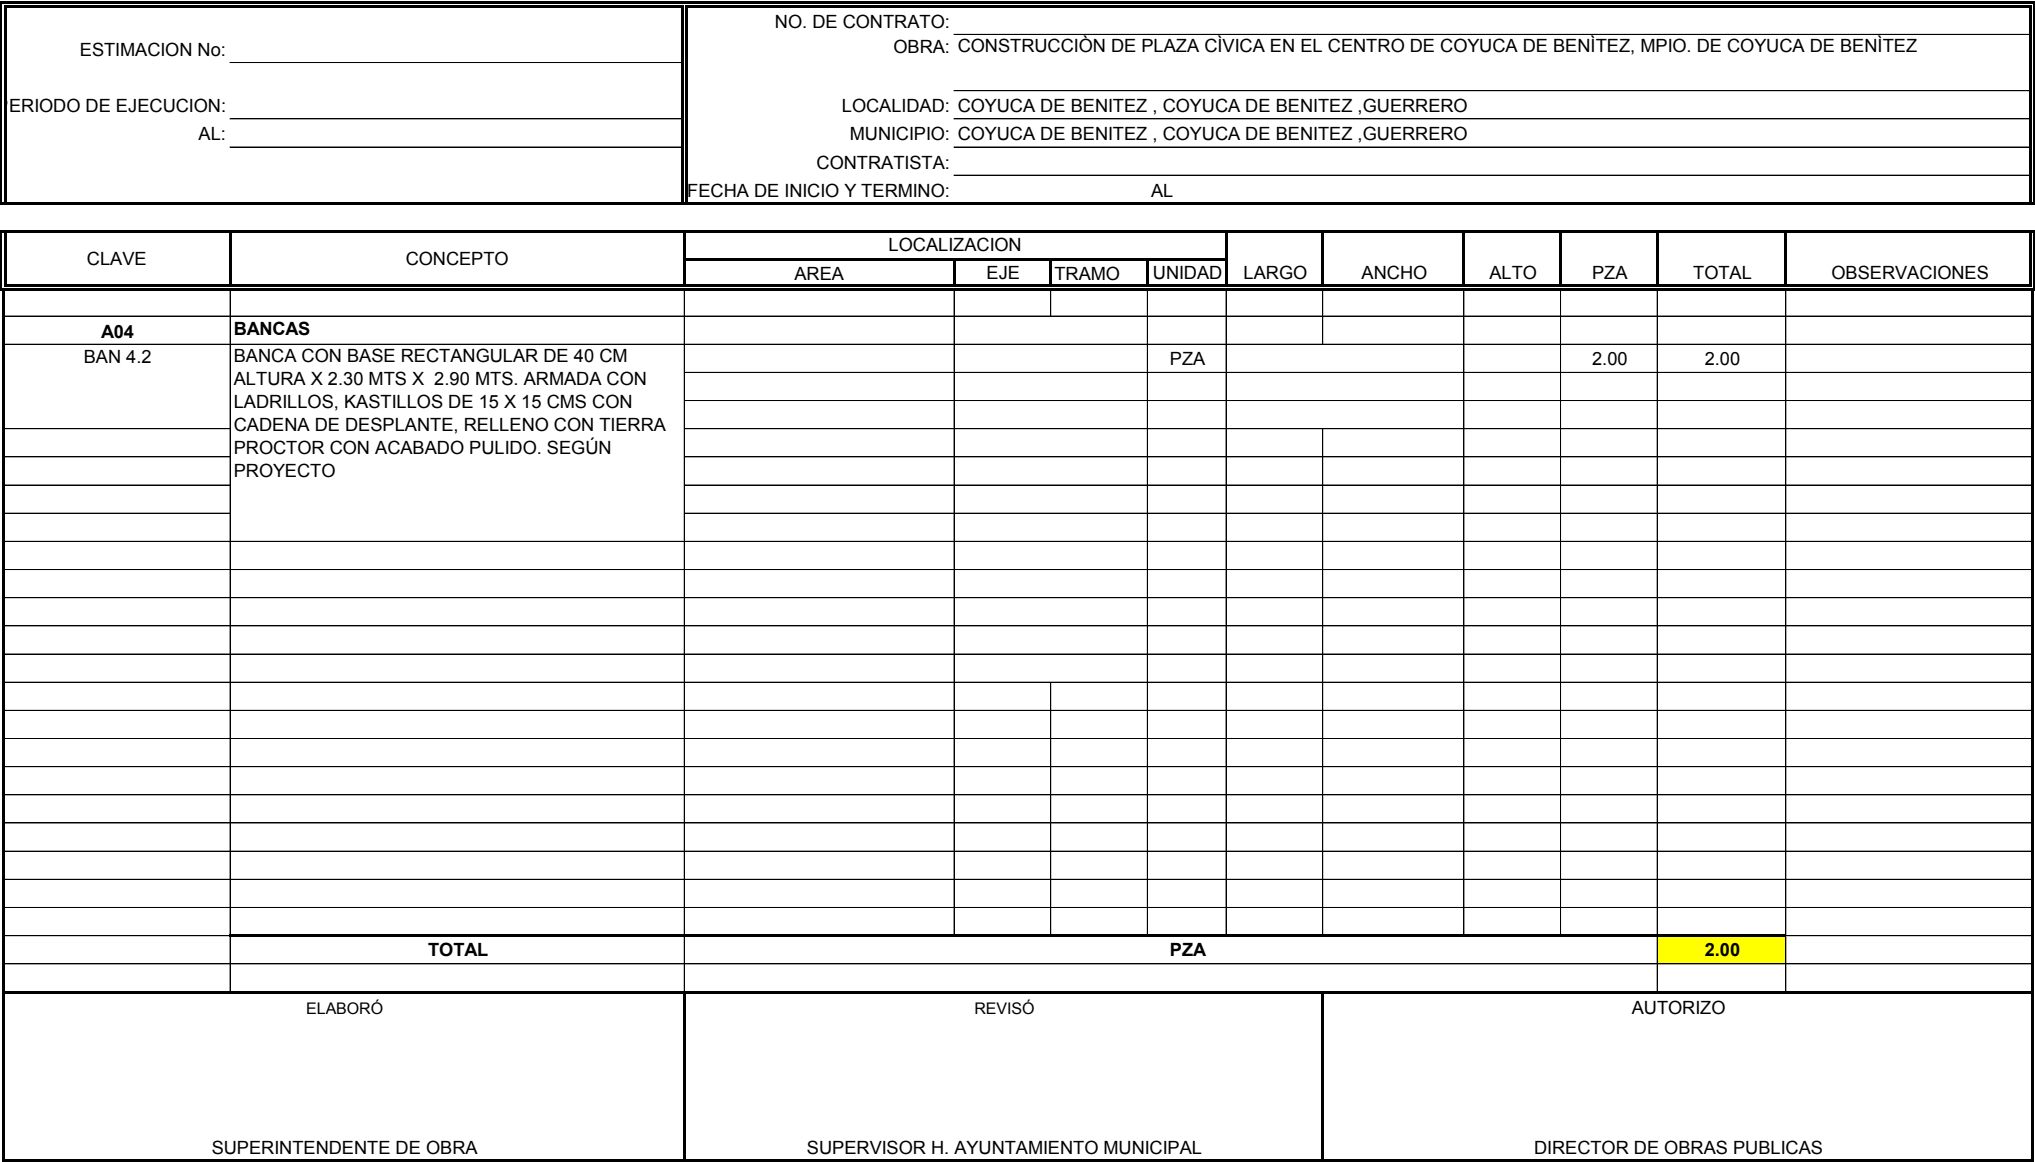 NO. DE CONTRATO:
ESTIMACION No:
OBRA: CONSTRUCCIÒN DE PLAZA CÌVICA EN EL CENTRO DE COYUCA DE BENÌTEZ, MPIO. DE COYUCA DE BENÌTEZ
ERIODO DE EJECUCION:
LOCALIDAD: COYUCA DE BENITEZ , COYUCA DE BENITEZ ,GUERRERO
AL:
MUNICIPIO: COYUCA DE BENITEZ , COYUCA DE BENITEZ ,GUERRERO
CONTRATISTA:
FECHA DE INICIO Y TERMINO: AL
CLAVE CONCEPTO LOCALIZACION LARGO ANCHO ALTO PZA TOTAL OBSERVACIONES
AREA EJE TRAMO UNIDAD
A04 BANCAS
BAN 4.2 BANCA CON BASE RECTANGULAR DE 40 CM PZA 2.00 2.00
ALTURA X 2.30 MTS X 2.90 MTS. ARMADA CON
LADRILLOS, KASTILLOS DE 15 X 15 CMS CON
CADENA DE DESPLANTE, RELLENO CON TIERRA
PROCTOR CON ACABADO PULIDO. SEGÚN
PROYECTO
TOTAL PZA 2.00
ELABORÓ REVISÓ AUTORIZO
SUPERINTENDENTE DE OBRA SUPERVISOR H. AYUNTAMIENTO MUNICIPAL DIRECTOR DE OBRAS PUBLICAS